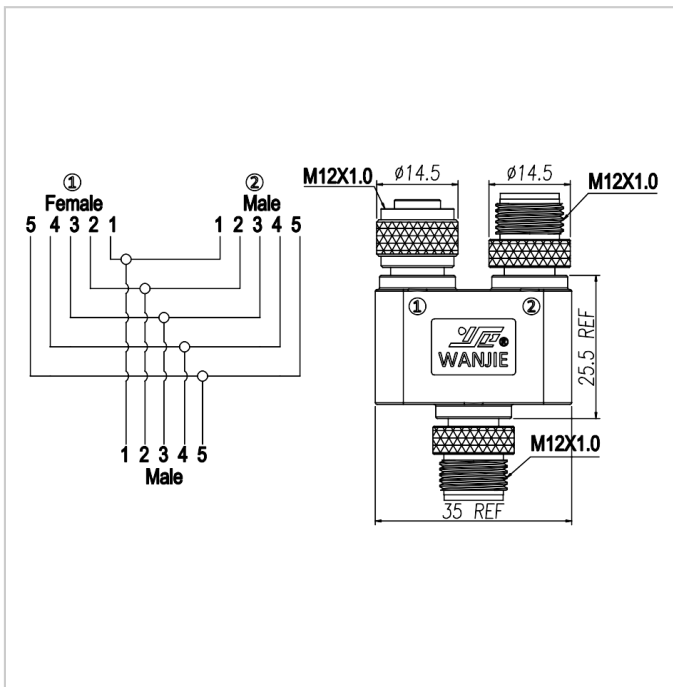 ①
Female
5 4 3 2 1
②
Male
1 2 3 4 5
1 2 3 4 5
Male
M12X1.0
ø14.5
ø14.5
M12X1.0
①
②
WANJIE
25.5 REF
M12X1.0
35 REF